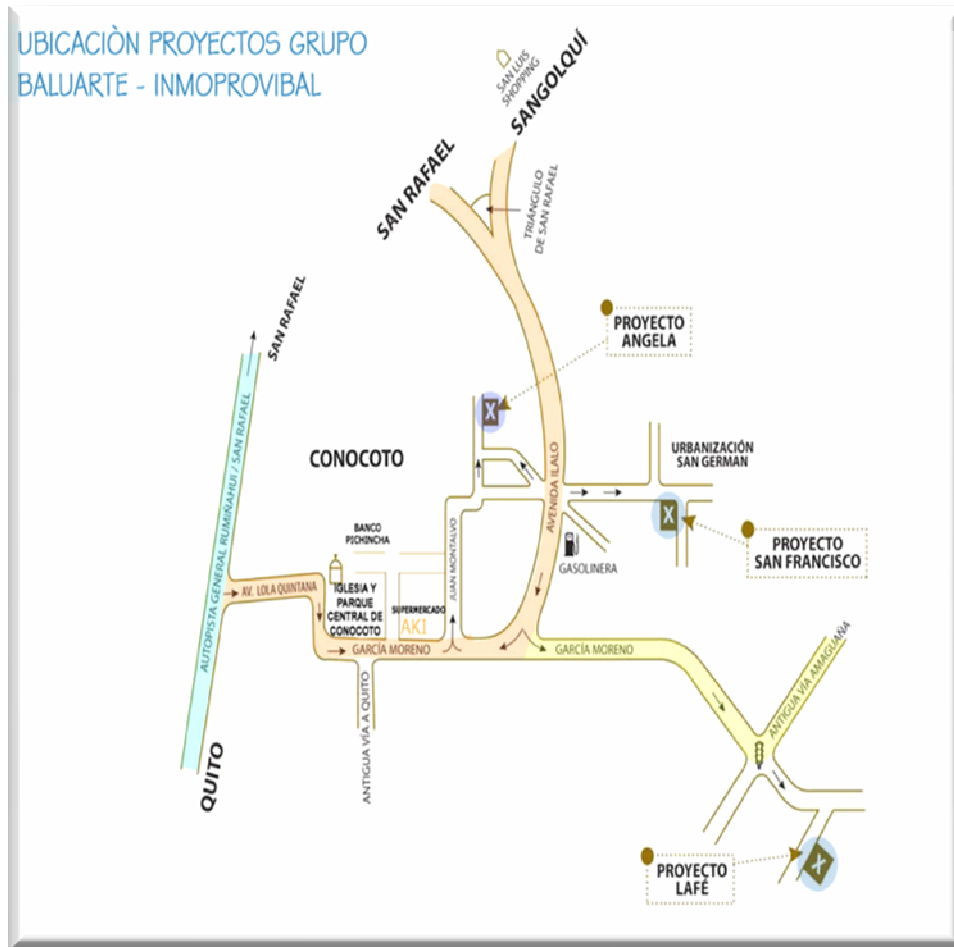 UBICACIÒN PROYECTOS GRUPO
BALUARTE - INMOPROVIBAL
SAN LUIS
SHOPPING
SANGOLQUÍ
SAN RAFAEL
TRIÁNGULO
DE SAN RAFAEL
SAN RAFAEL
PROYECTO
ANGELA
X
AUTOPISTA GENERAL RUMIÑAHUI / SAN RAFAEL
CONOCOTO
URBANIZACIÓN
SAN GERMAN
AVENIDA ILALO
X
BANCO
PICHINCHA
JUAN MONTALVO
GASOLINERA
PROYECTO
SAN FRANCISCO
AV. LOLA QUINTANA
IGLESIA Y
PARQUE
CENTRAL DE
CONOCOTO
SUPERMERCADO
AKI
GARCÍA MORENO
GARCÍA MORENO
ANTIGUA VÍA A QUITO
ANTIGUA VÍA AMAGUAÑA
QUITO
PROYECTO
LAFÉ
X